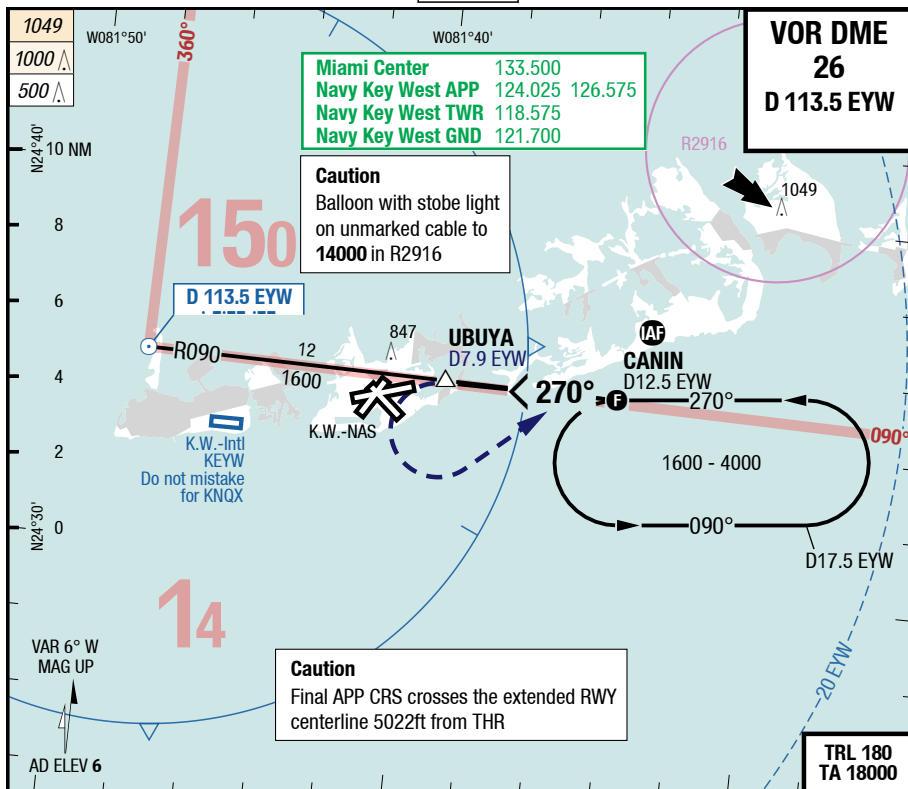 1049
1000
500
W081°50'
W081°40'
360°
VOR DME
26
D 113.5 EYW
Miami Center 133.500
Navy Key West APP 124.025 126.575
Navy Key West TWR 118.575
Navy Key West GND 121.700
N24°40'
10 NM
R2916
Caution
Balloon with stobe light
on unmarked cable to
14000 in R2916
1049
8
150
6
D 113.5 EYW
847
UBUYA
D7.9 EYW
IAF
CANIN
D12.5 EYW
R090
12
1600
4
270°
F
270°
090°
K.W.-NAS
K.W.-Intl
KEYW
Do not mistake
for KNQX
2
1600 - 4000
N24°30'
0
090°
D17.5 EYW
14
VAR 6° W
MAG UP
Caution
Final APP CRS crosses the extended RWY
centerline 5022ft from THR
20 EYW
AD ELEV 6
TRL 180
TA 18000